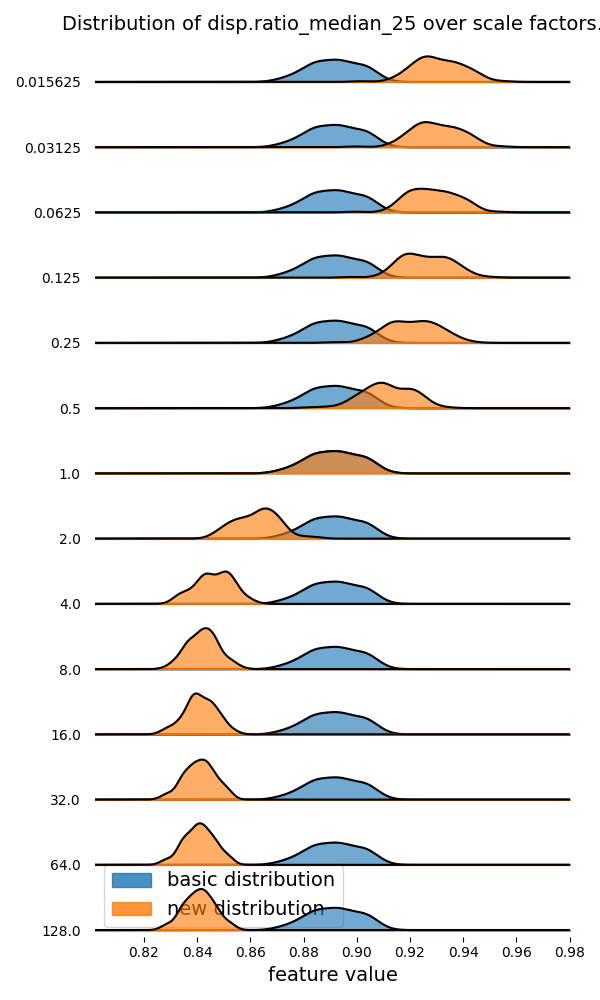 Distribution of disp.ratio_median_25 over scale factors.
0.015625
0.03125
0.0625
0.125
0.25
0.5
1.0
2.0
4.0
8.0
16.0
32.0
64.0
basic distribution
new distribution
128.0
0.82 0.84 0.86 0.88 0.90 0.92 0.94 0.96 0.98
feature value